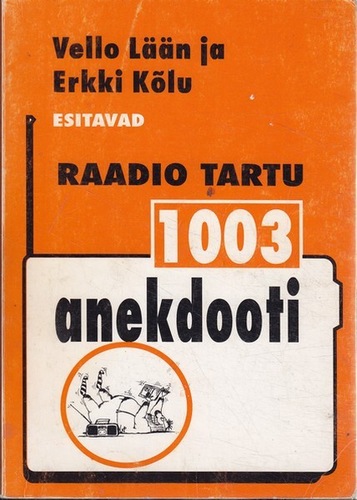 Vello Lään ja
Erkki Kõlu
ESITAVAD
RAADIO TARTU
1003
anekdooti